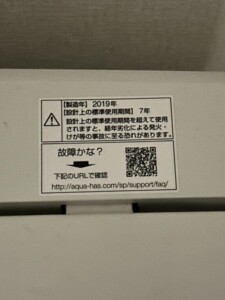 【製造年】2019年
【設計上の標準使用期間】 7年
設計上の標準使用期間を超えて使用
されますと、経年劣化による発火・
けが等の事故に至る恐れがあります。
故障かな？
下記のURLで確認
http://aqua-has.com/sp/support/faq/